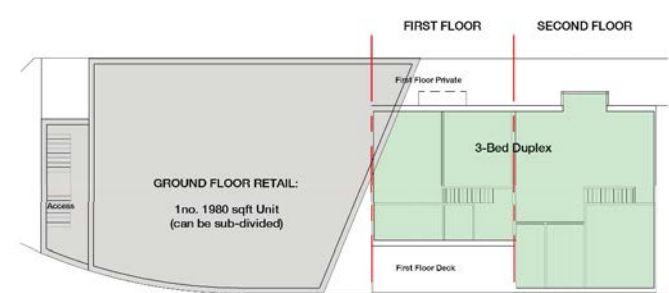 FIRST FLOOR
SECOND FLOOR
First Floor Private
3-Bed Duplex
GROUND FLOOR RETAIL:
1no. 1980 sqft Unit
(can be sub-divided)
Access
First Floor Deck